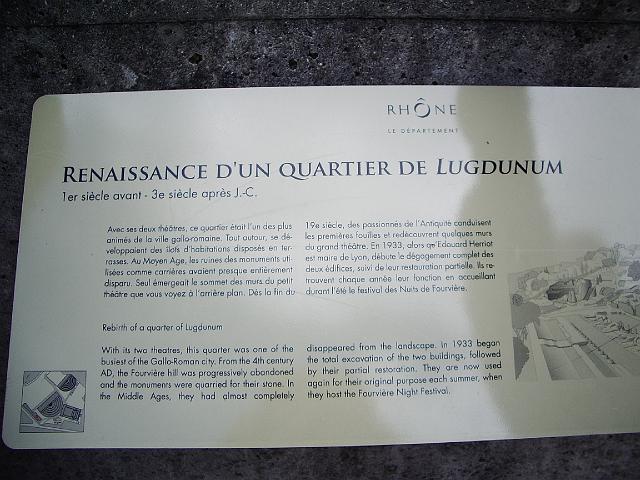 RHÔNE
LE DÉPARTEMENT
RENAISSANCE D'UN QUARTIER DE LUGDUNUM
1er siècle avant - 3e siècle après J.-C.
Avec ses deux théâtres, ce quartier était l'un des plus
animés de la ville gallo-romaine. Tout autour, se dé-
veloppaient des îlots d'habitations disposés en ter-
rasses. Au Moyen Age, les ruines des monuments uti-
lisées comme carrières avaient presque entièrement
disparu. Seul émergeait le sommet des murs du petit
théâtre que vous voyez à l'arrière plan. Dès la fin du
19e siècle, des passionnés de l'Antiquité conduisent
les premières fouilles et redécouvrent quelques murs
du grand théâtre. En 1933, alors qu'Edouard Herriot
est maire de Lyon, débute le dégagement complet des
deux édifices, suivi de leur restauration partielle. Ils re-
trouvent chaque année leur fonction en accueillant
durant l'été le festival des Nuits de Fourvière.
Rebirth of a quarter of Lugdunum
With its two theatres, this quarter was one of the
busiest of the Gallo-Roman city. From the 4th century
AD, the Fourvière hill was progressively abandoned
and the monuments were quarried for their stone. In
the Middle Ages, they had almost completely
disappeared from the landscape. In 1933 began
the total excavation of the two buildings, followed
by their partial restoration. They are now used
again for their original purpose each summer, when
they host the Fourvière Night Festival.